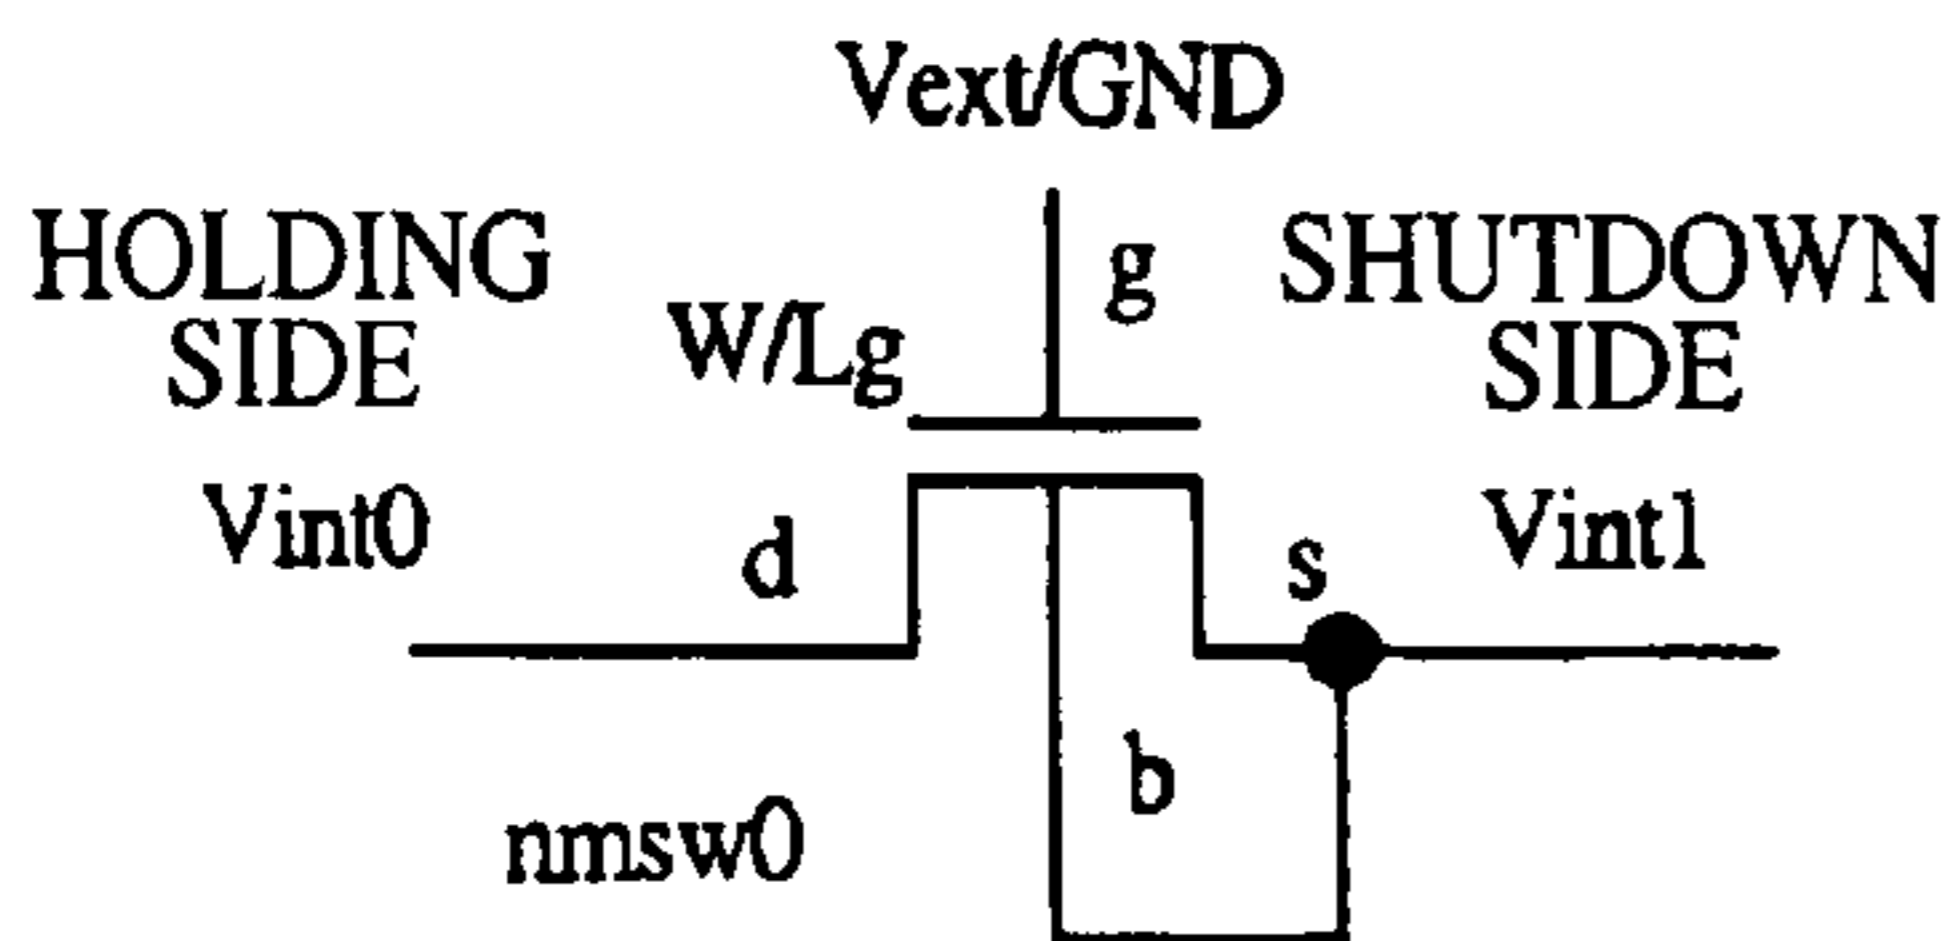 Vext/GND
HOLDING
SIDE
W/Lg
g
SHUTDOWN
SIDE
Vint0
d
s
Vint1
b
nmsw0